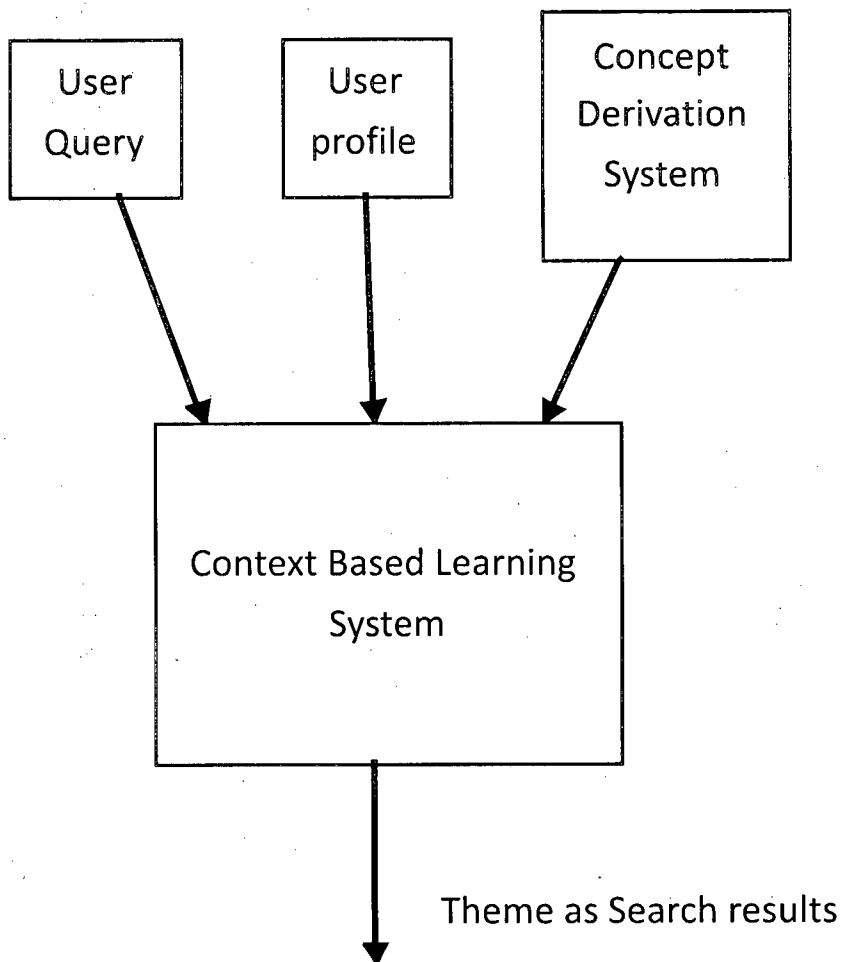 User
Query
User
profile
Concept
Derivation
System
Context Based Learning
System
Theme as Search results